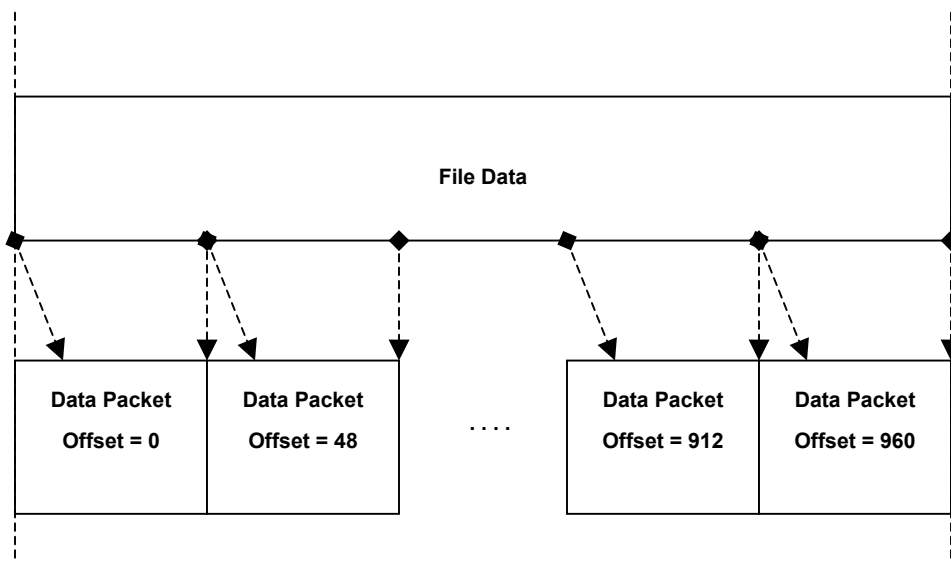 File Data
Data Packet
Offset = 0
Data Packet
Offset = 48
. . . .
Data Packet
Offset = 912
Data Packet
Offset = 960